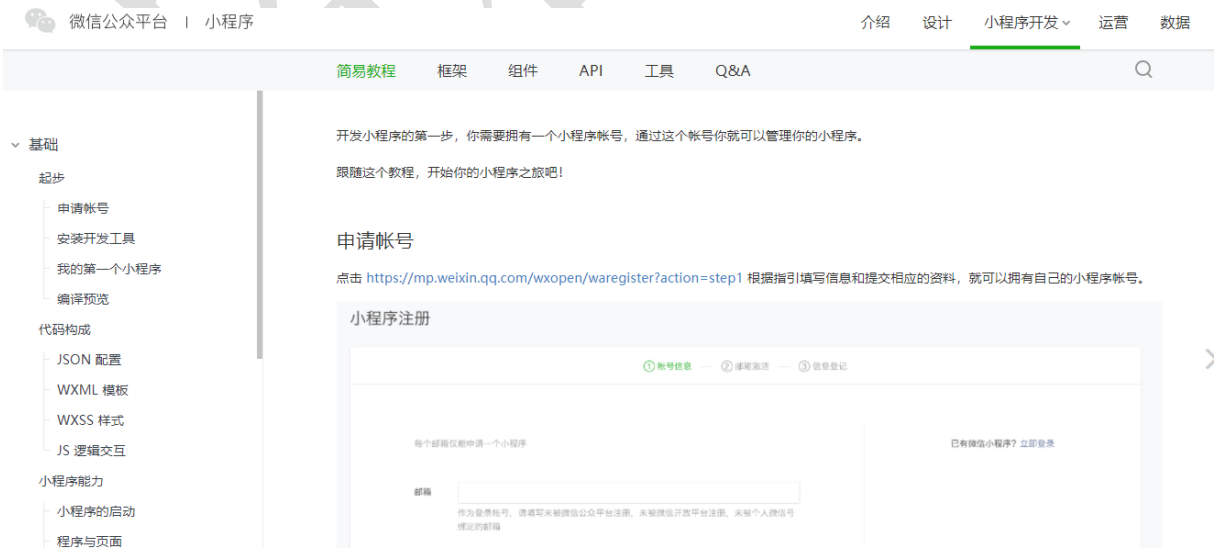 微信公众平台 | 小程序
介绍 设计 小程序开发 运营 数据
简易教程 框架 组件 API 工具 Q&A
基础
起步
申请帐号
安装开发工具
我的第一个小程序
编译预览
代码构成
JSON 配置
WXML 模板
WXSS 样式
JS 逻辑交互
小程序能力
小程序的启动
程序与页面
开发小程序的第一步，你需要拥有一个小程序帐号，通过这个帐号你就可以管理你的小程序。
跟随这个教程，开始你的小程序之旅吧！
申请帐号
点击 https://mp.weixin.qq.com/wxopen/waregister?action=step1 根据指引填写信息和提交相应的资料，就可以拥有自己的小程序帐号。
小程序注册
①帐号信息 — ②邮箱激活 — ③信息登记
每个邮箱仅能申请一个小程序
已有微信小程序？立即登录
邮箱
作为登录帐号，请填写未被微信公众平台注册，未被微信开放平台注册，未被个人微信号
绑定的邮箱